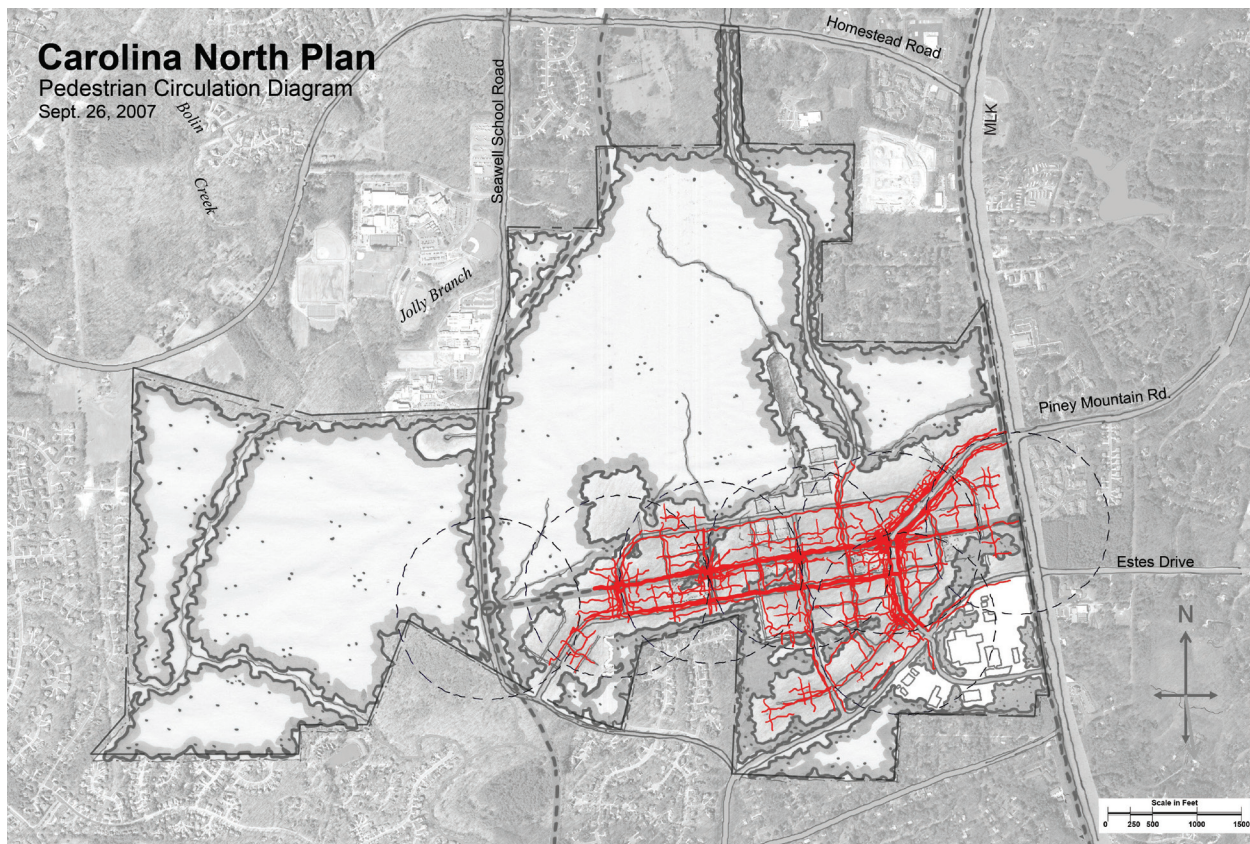 Carolina North Plan
Pedestrian Circulation Diagram
Sept. 26, 2007
Homestead Road
Seawell School Road
MLK
Bolin
Creek
Jolly Branch
Piney Mountain Rd.
Estes Drive
N
Scale in Feet
0 250 500 1000 1500